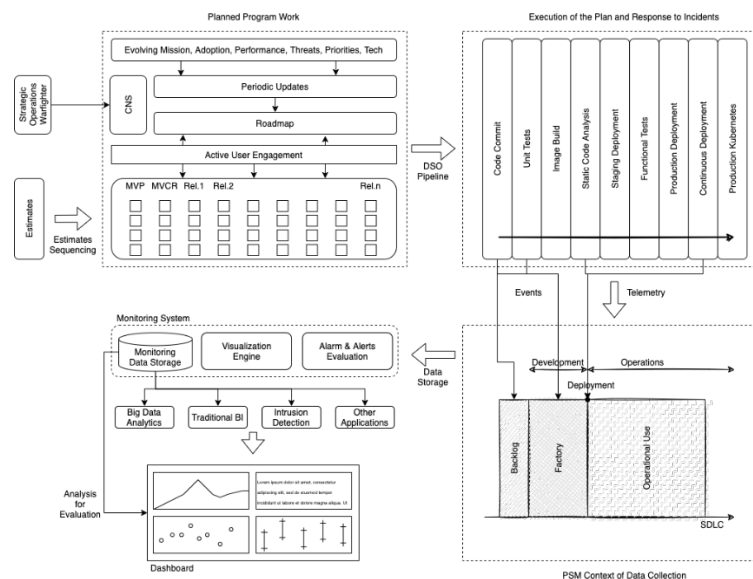 Planned Program Work
Execution of the Plan and Response to Incidents
Evolving Mission, Adoption, Performance, Threats, Priorities, Tech
Strategic
Operations
Warfighter
CNS
Periodic Updates
Roadmap
Active User Engagement
MVP MVCR Rel.1 Rel.2 Rel.n
Estimates
Estimates
Sequencing
DSO
Pipeline
Code Commit
Unit Tests
Image Build
Static Code Analysis
Staging Deployment
Functional Tests
Production Deployment
Continuous Deployment
Production Kubernetes
Events
Telemetry
Monitoring System
Monitoring
Data Storage
Visualization
Engine
Alarm & Alerts
Evaluation
Data
Storage
Big Data
Analytics
Traditional BI
Intrusion
Detection
Other
Applications
Development
Operations
Deployment
Backlog
Factory
Operational Use
SDLC
Analysis
for
Evaluation
Lorem ipsum dolor sit amet, consectetur
adipiscing elit, sed do eiusmod tempor
incididunt ut labore et dolore magna aliqua. Ut
Dashboard
PSM Context of Data Collection